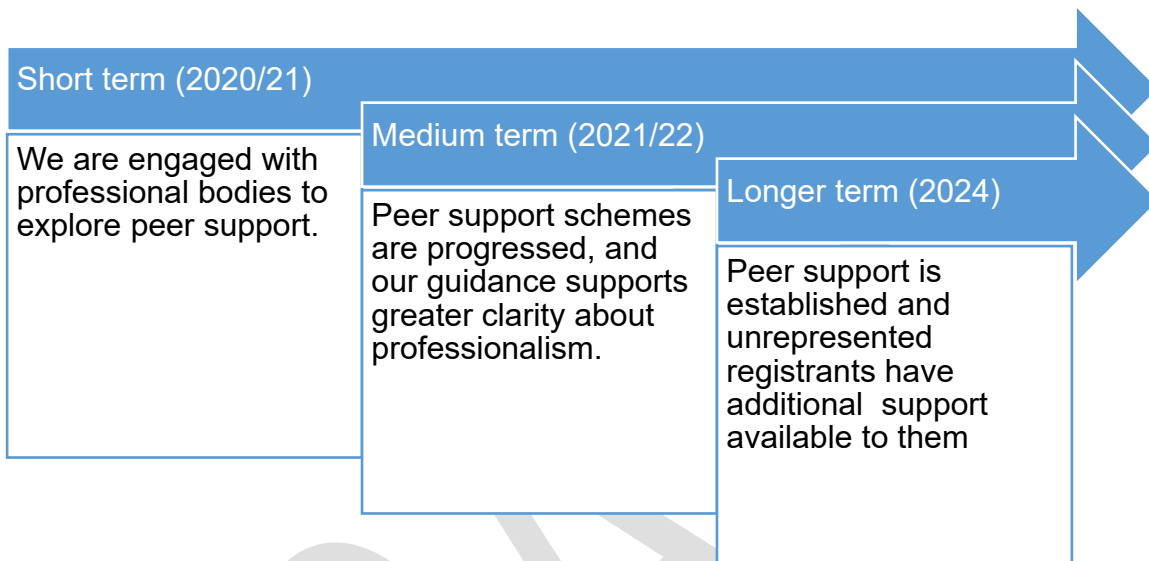 Short term (2020/21)
We are engaged with
professional bodies to
explore peer support.
Medium term (2021/22)
Peer support schemes
are progressed, and
our guidance supports
greater clarity about
professionalism.
Longer term (2024)
Peer support is
established and
unrepresented
registrants have
additional  support
available to them